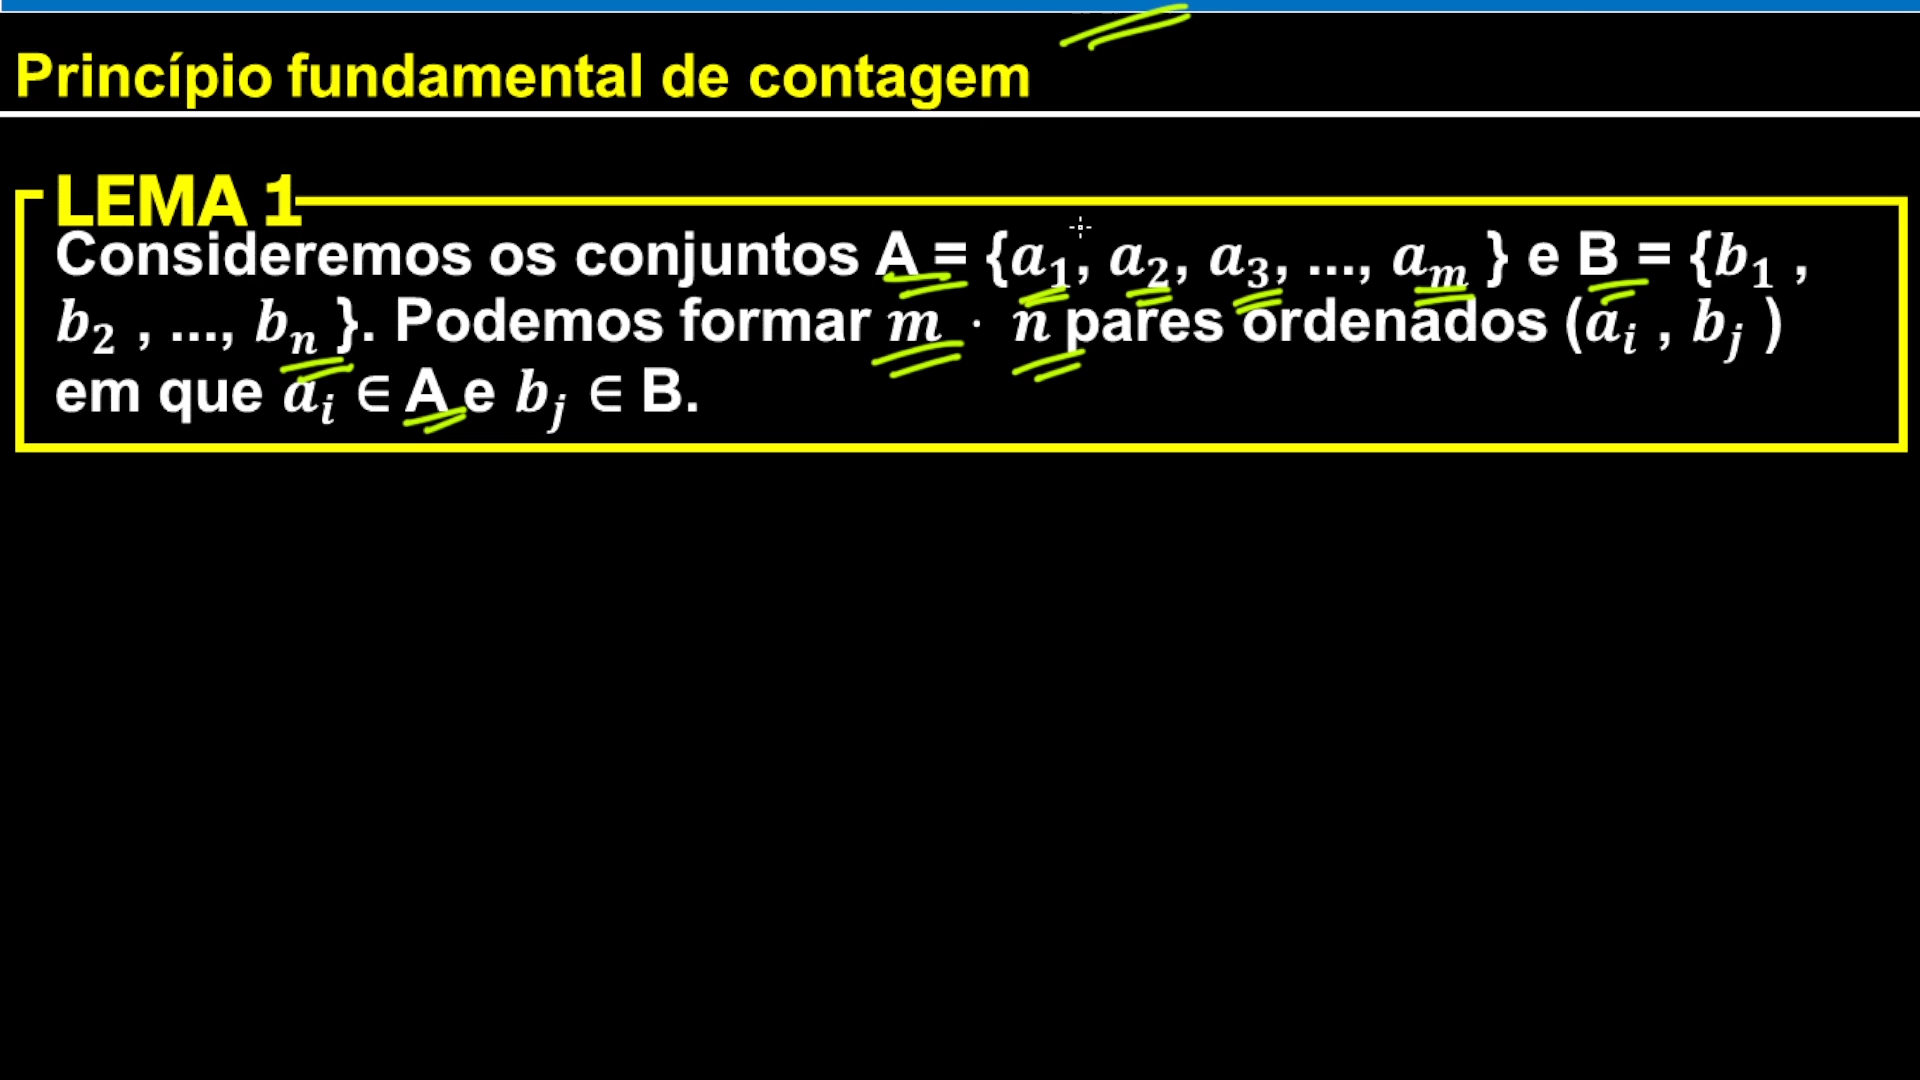 Princípio fundamental de contagem
LEMA 1
Consideremos os conjuntos A = {a₁, a₂, a₃, ..., aₘ } e B = {b₁ ,
b₂ , ..., bₙ }. Podemos formar m · n pares ordenados (aᵢ , bⱼ )
em que aᵢ ∈ A e bⱼ ∈ B.